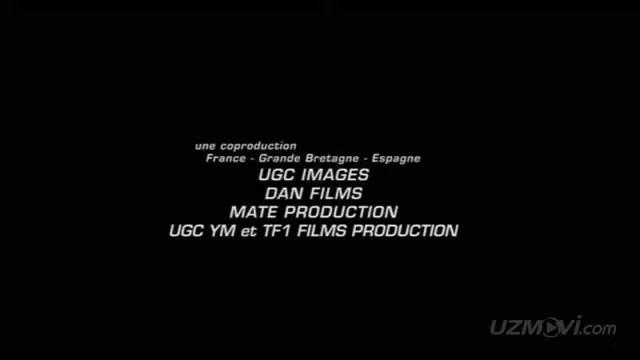 une coproduction
France - Grande Bretagne - Espagne
UGC IMAGES
DAN FILMS
MATE PRODUCTION
UGC YM et TF1 FILMS PRODUCTION
UZMOVi.com